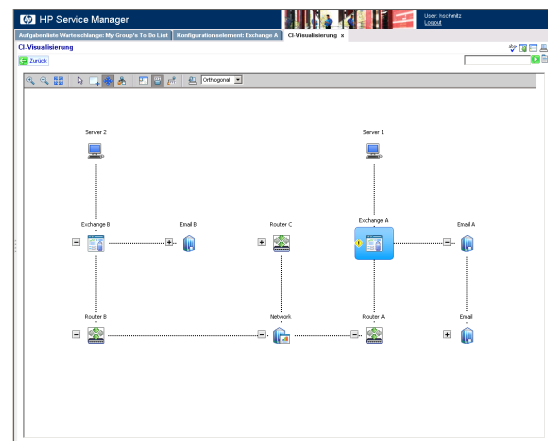 HP Service Manager
User: hschmitz
Logout
Aufgabenliste Warteschlange: My Group's To Do List
Konfigurationselement: Exchange A
CI-Visualisierung x
CI-Visualisierung
Zurück
Orthogonal
Server 2
Server 1
Exchange B
Email B
Router C
Exchange A
Email A
Router B
Network
Router A
Email